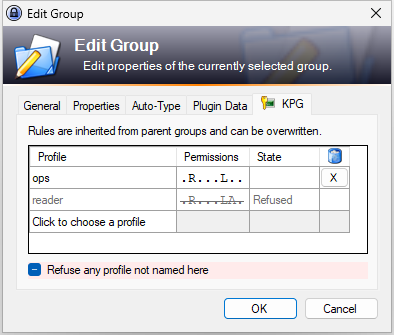 Edit Group
Edit Group
Edit properties of the currently selected group.
General Properties Auto-Type Plugin Data KPG
Rules are inherited from parent groups and can be overwritten.
Profile Permissions State
ops .R...L.. X
reader .R...LA. Refused
Click to choose a profile
Refuse any profile not named here
OK Cancel